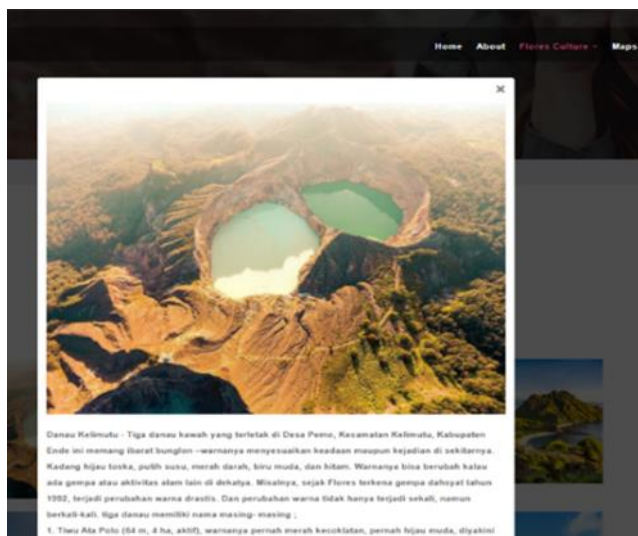 Home About Flores Culture Maps
×
Danau Kelimutu - Tiga danau kawah yang terletak di Desa Pemo, Kecamatan Kelimutu, Kabupaten
Ende ini memang ibarat bunglon –warnanya menyesuaikan keadaan maupun kejadian di sekitarnya.
Kadang hijau toska, putih susu, merah darah, biru muda, dan hitam. Warnanya bisa berubah kalau
ada gempa atau aktivitas alam lain di dekatya. Misalnya, sejak Flores terkena gempa dahsyat tahun
1992, terjadi perubahan warna drastis. Dan perubahan warna tidak hanya terjadi sekali, namun
berkali-kali. tiga danau memiliki nama masing- masing ;
1. Tiwu Ata Polo (64 m, 4 ha, aktif), warnanya pernah merah kecoklatan, pernah hijau muda, diyakini